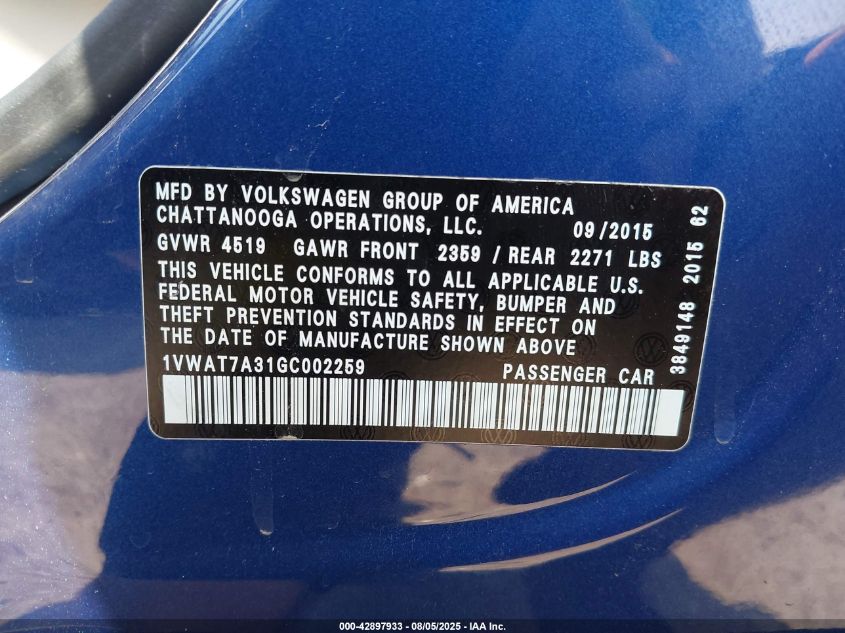 MFD BY VOLKSWAGEN GROUP OF AMERICA
CHATTANOOGA OPERATIONS, LLC. 09/2015
GVWR 4519 GAWR FRONT 2359 / REAR 2271 LBS
THIS VEHICLE CONFORMS TO ALL APPLICABLE U.S.
FEDERAL MOTOR VEHICLE SAFETY, BUMPER AND
THEFT PREVENTION STANDARDS IN EFFECT ON
THE DATE OF MANUFACTURE SHOWN ABOVE
1VWAT7A31GC002259 PASSENGER CAR
3849148 2015 62
000-42897933 - 08/05/2025 - IAA Inc.